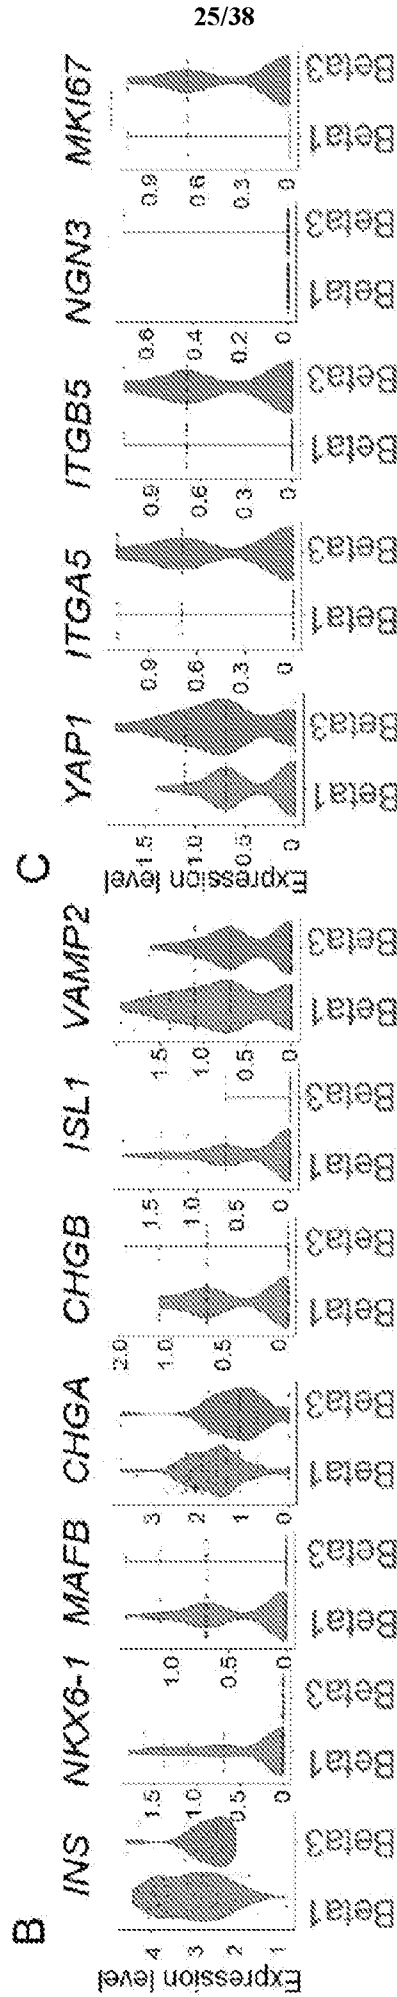 25/38
B
INS NKX6-1 MAFB CHGA CHGB ISL1 VAMP2
Expression level
4 3 2 1
1.5 1.0 0.5 0
1.0 0.5 0
3 2 1 0
2.0 1.0 0.5 0
1.5 1.0 0.5 0
1.5 1.0 0.5 0
Beta1 Beta3 Beta1 Beta3 Beta1 Beta3 Beta1 Beta3 Beta1 Beta3 Beta1 Beta3 Beta1 Beta3
C
YAP1 ITGA5 ITGB5 NGN3 MKI67
Expression level
1.5 1.0 0.5 0
0.9 0.6 0.3 0
0.9 0.6 0.3 0
0.6 0.4 0.2 0
0.9 0.6 0.3 0
Beta1 Beta3 Beta1 Beta3 Beta1 Beta3 Beta1 Beta3 Beta1 Beta3